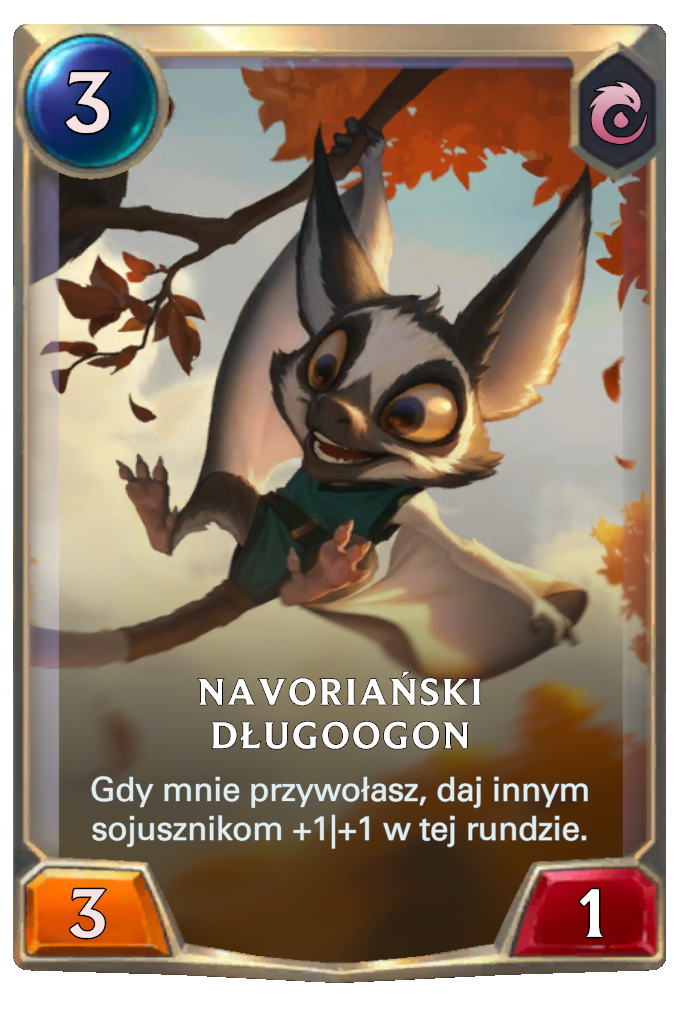 3
NAVORIAŃSKI
DŁUGOOGON
Gdy mnie przywołasz, daj innym
sojusznikom +1|+1 w tej rundzie.
3
1